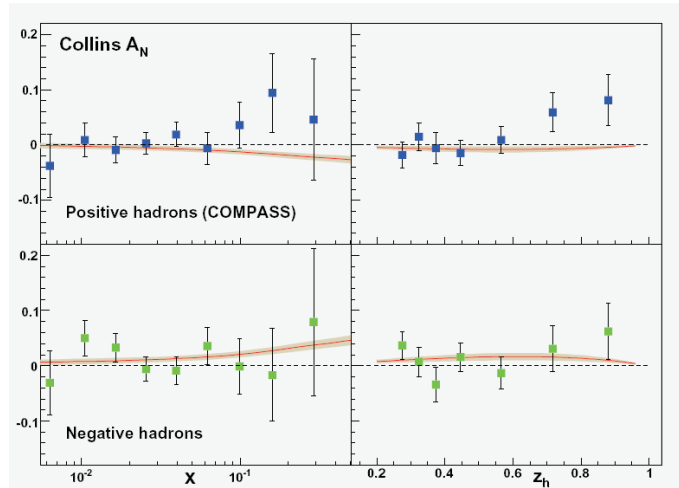 Collins A_N
0.2
0.1
0
-0.1
Positive hadrons (COMPASS)
0.2
0.1
0
-0.1
Negative hadrons
10^-2 10^-1 0.2 0.4 0.6 0.8 1
x z_h